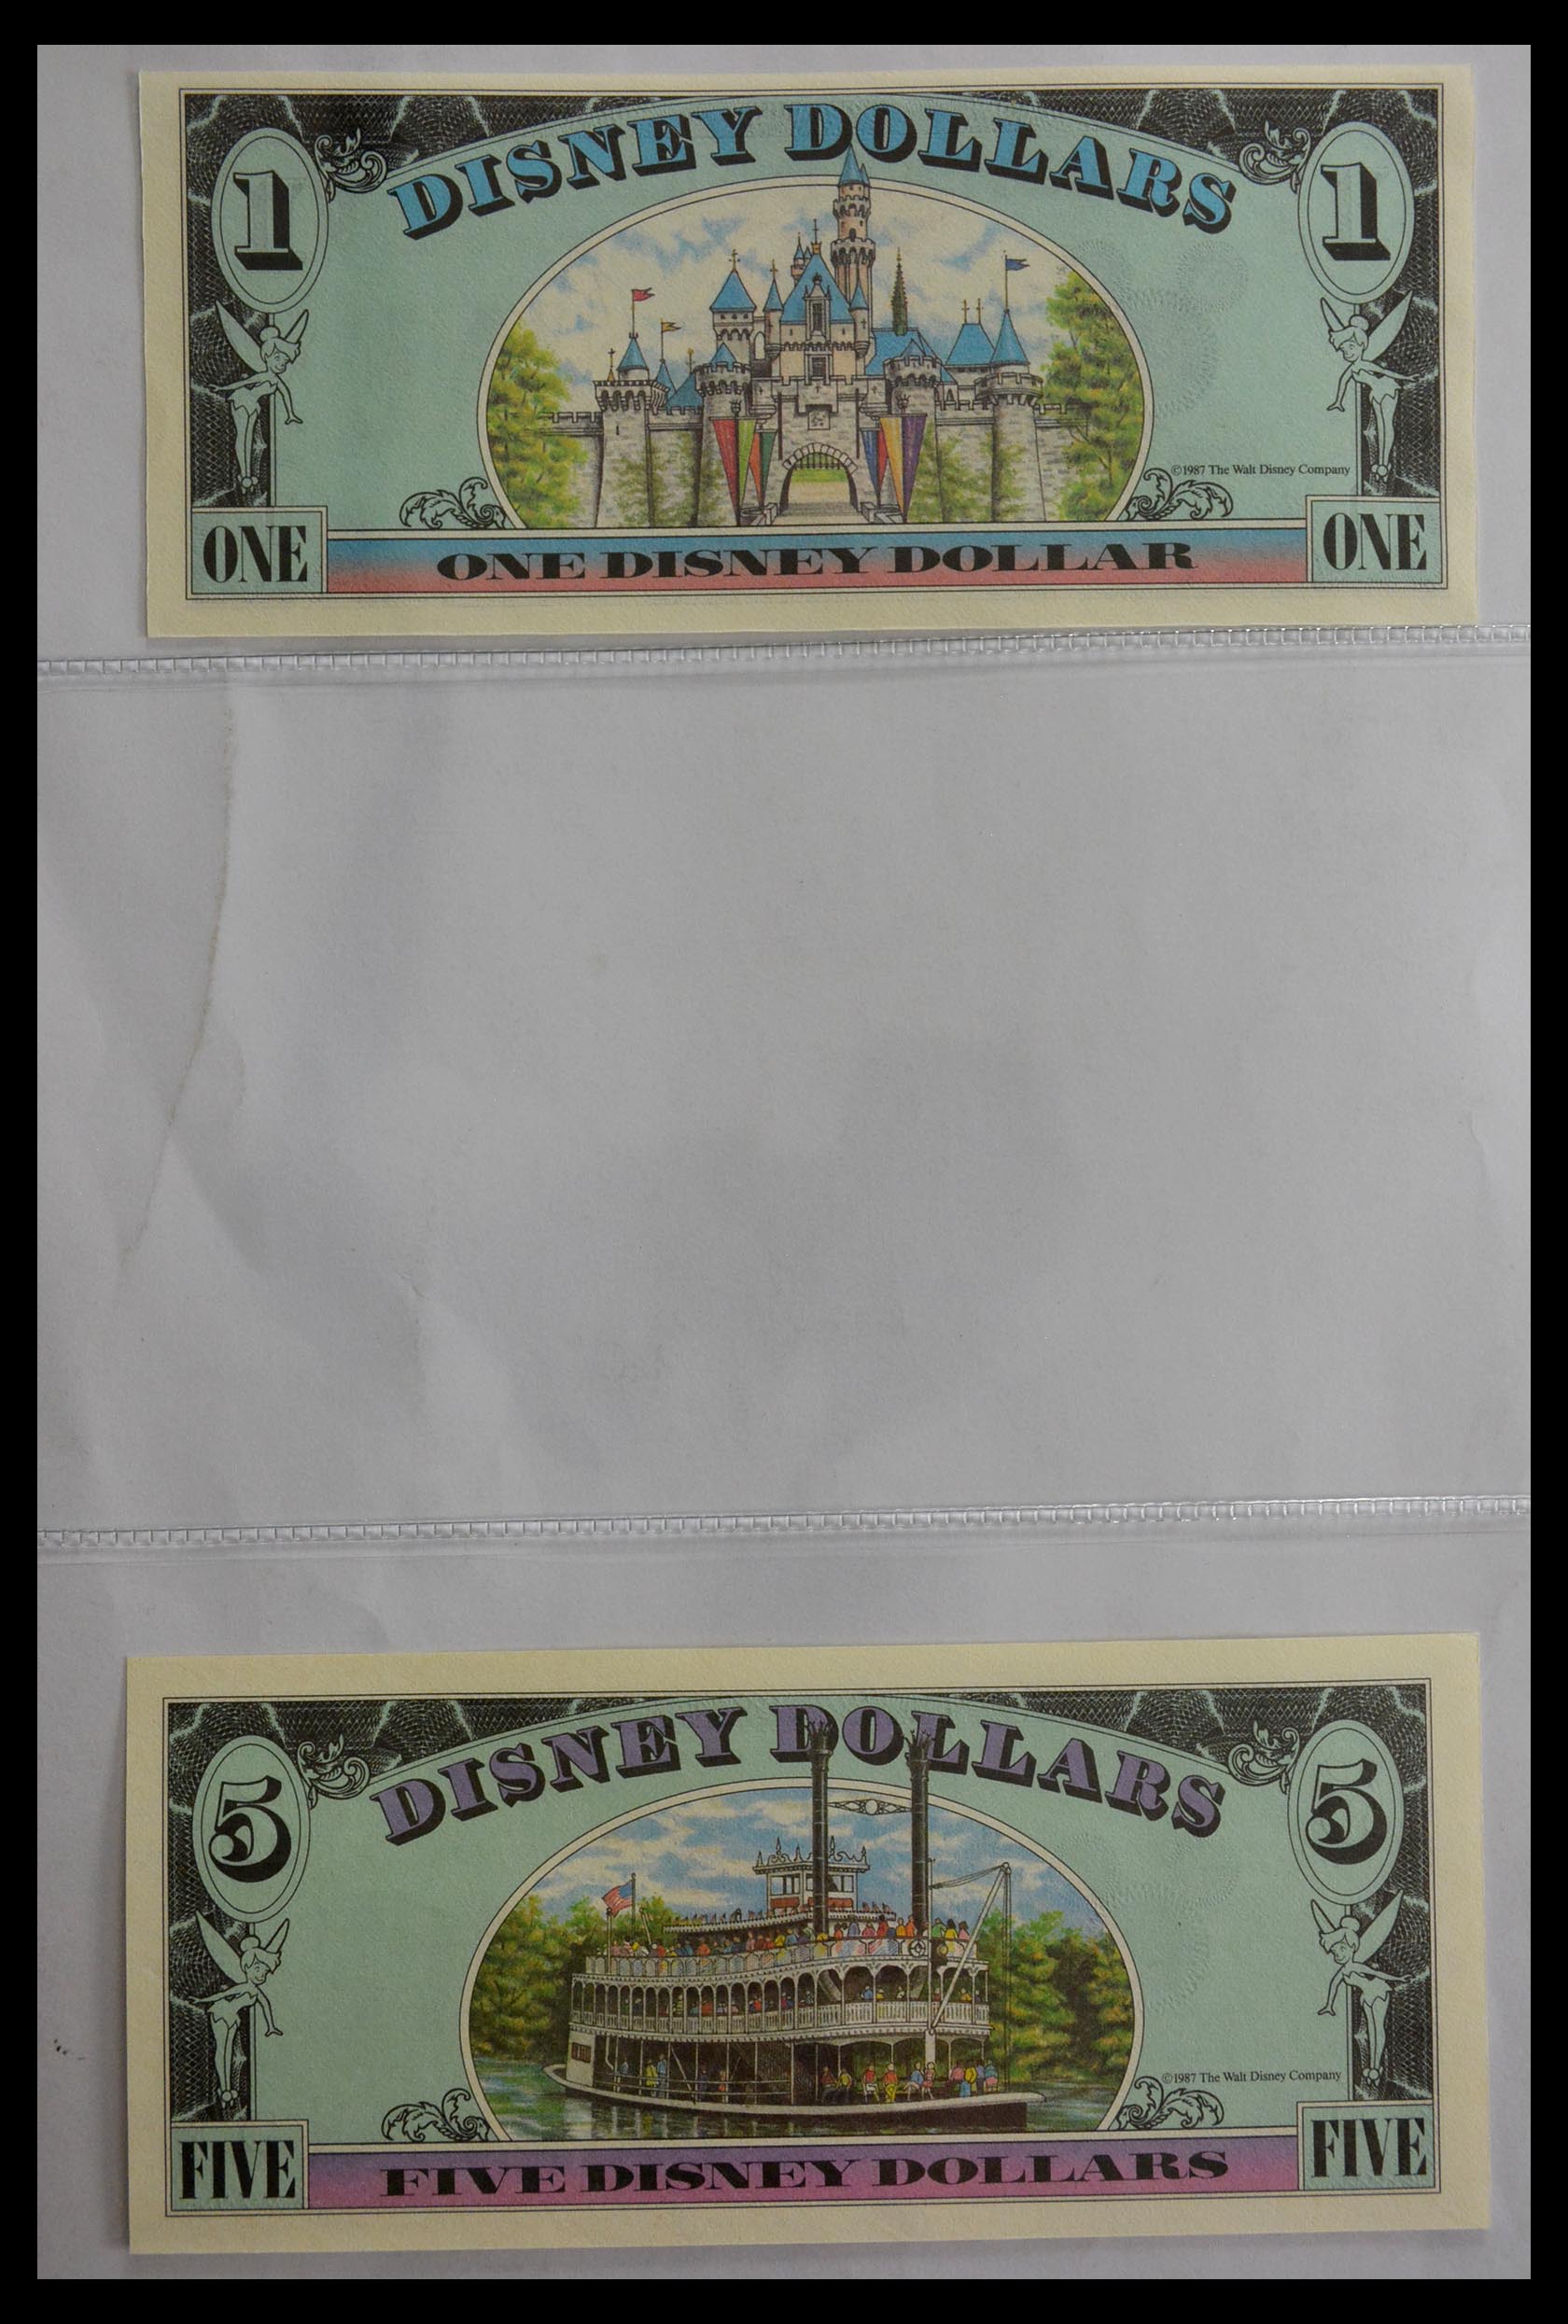 DISNEY DOLLARS
1 1
©1987 The Walt Disney Company
ONE ONE DISNEY DOLLAR ONE
DISNEY DOLLARS
5 5
©1987 The Walt Disney Company
FIVE FIVE DISNEY DOLLARS FIVE